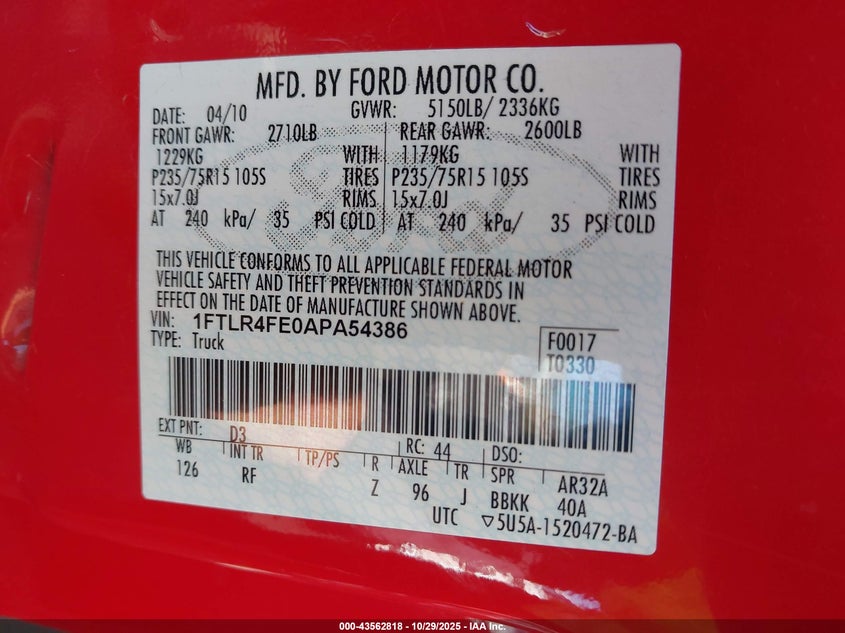 MFD. BY FORD MOTOR CO.
DATE: 04/10 GVWR: 5150LB/ 2336KG
FRONT GAWR: 2710LB REAR GAWR: 2600LB
1229KG WITH 1179KG WITH
P235/75R15 105S TIRES P235/75R15 105S TIRES
15x7.0J RIMS 15x7.0J RIMS
AT 240 kPa/ 35 PSI COLD AT 240 kPa/ 35 PSI COLD
THIS VEHICLE CONFORMS TO ALL APPLICABLE FEDERAL MOTOR
VEHICLE SAFETY AND THEFT PREVENTION STANDARDS IN
EFFECT ON THE DATE OF MANUFACTURE SHOWN ABOVE.
VIN: 1FTLR4FE0APA54386 F0017
TYPE: Truck T0330
EXT PNT: D3 RC: 44 DSO:
WB INT TR TP/PS R AXLE TR SPR AR32A
126 RF Z 96 J BBKK 40A
UTC ▽5U5A-1520472-BA
Ford
000-43562818 - 10/29/2025 - IAA Inc.